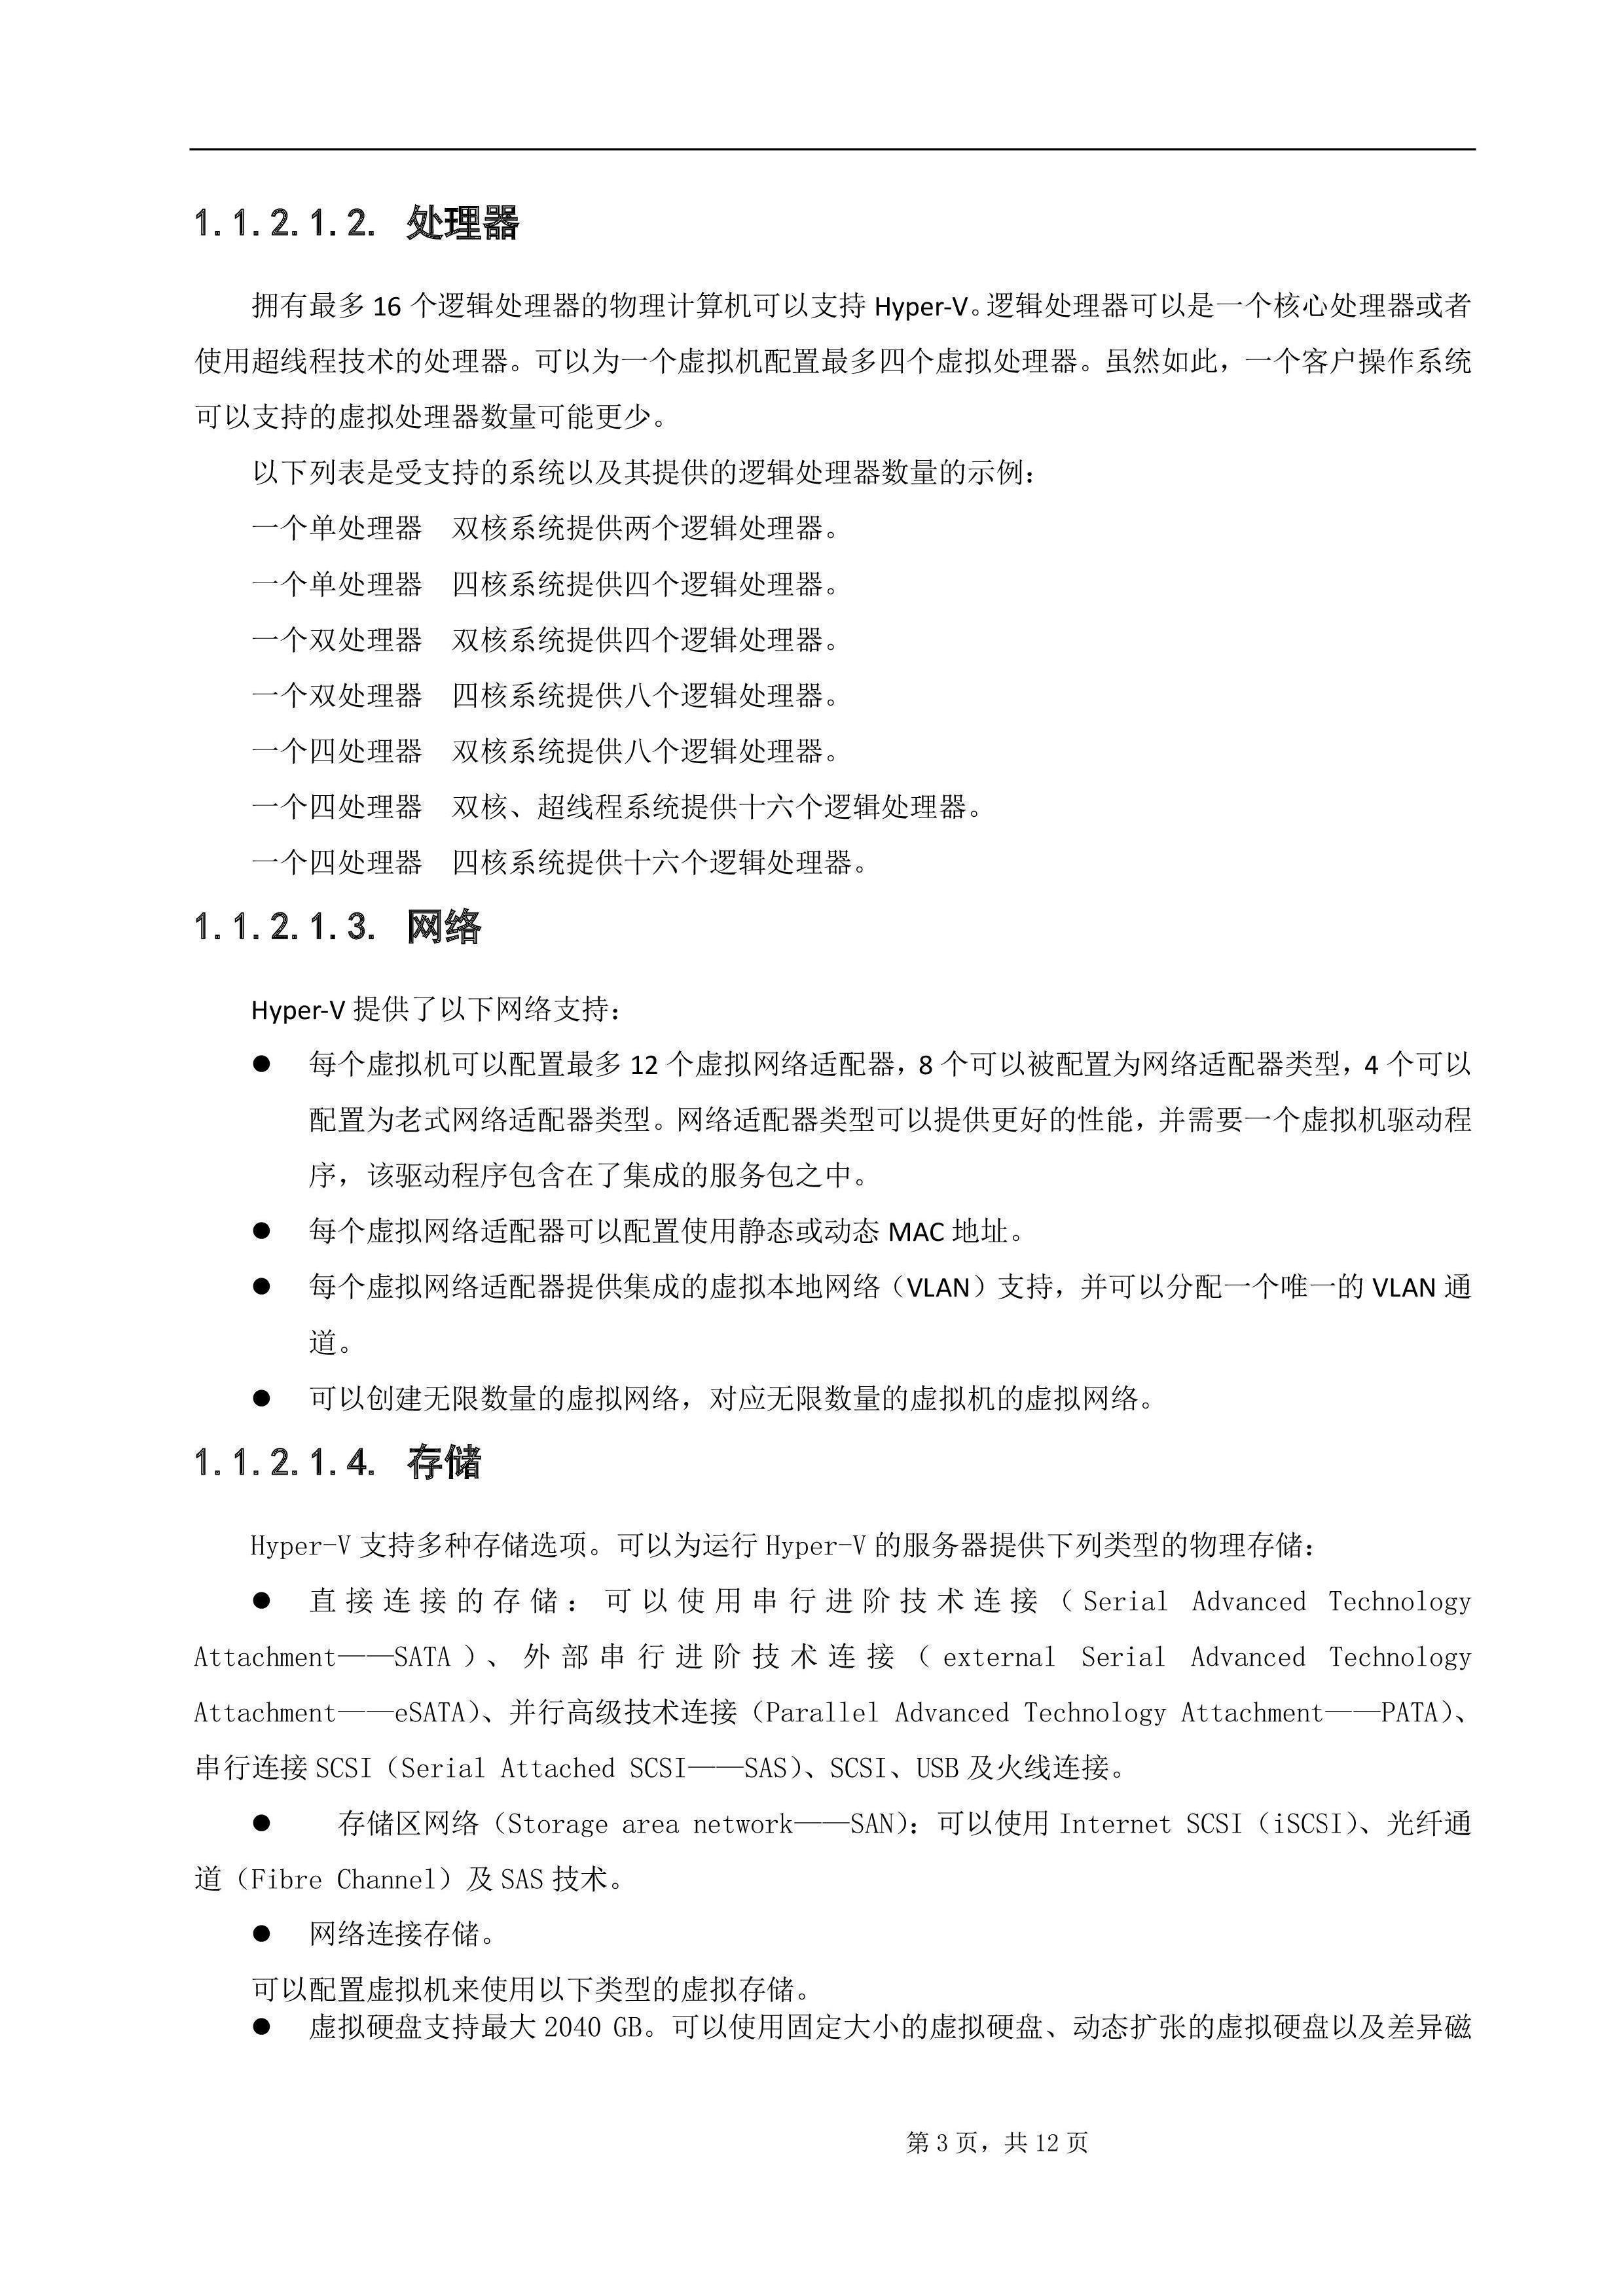 1.1.2.1.2. 处理器
拥有最多 16 个逻辑处理器的物理计算机可以支持 Hyper-V。逻辑处理器可以是一个核心处理器或者
使用超线程技术的处理器。可以为一个虚拟机配置最多四个虚拟处理器。虽然如此，一个客户操作系统
可以支持的虚拟处理器数量可能更少。
以下列表是受支持的系统以及其提供的逻辑处理器数量的示例：
一个单处理器　双核系统提供两个逻辑处理器。
一个单处理器　四核系统提供四个逻辑处理器。
一个双处理器　双核系统提供四个逻辑处理器。
一个双处理器　四核系统提供八个逻辑处理器。
一个四处理器　双核系统提供八个逻辑处理器。
一个四处理器　双核、超线程系统提供十六个逻辑处理器。
一个四处理器　四核系统提供十六个逻辑处理器。
1.1.2.1.3. 网络
Hyper-V 提供了以下网络支持：
● 每个虚拟机可以配置最多 12 个虚拟网络适配器，8 个可以被配置为网络适配器类型，4 个可以
配置为老式网络适配器类型。网络适配器类型可以提供更好的性能，并需要一个虚拟机驱动程
序，该驱动程序包含在了集成的服务包之中。
● 每个虚拟网络适配器可以配置使用静态或动态 MAC 地址。
● 每个虚拟网络适配器提供集成的虚拟本地网络（VLAN）支持，并可以分配一个唯一的 VLAN 通
道。
● 可以创建无限数量的虚拟网络，对应无限数量的虚拟机的虚拟网络。
1.1.2.1.4. 存储
Hyper-V 支持多种存储选项。可以为运行 Hyper-V 的服务器提供下列类型的物理存储：
● 直接连接的存储：可以使用串行进阶技术连接（Serial Advanced Technology
Attachment——SATA）、外部串行进阶技术连接（external Serial Advanced Technology
Attachment——eSATA）、并行高级技术连接（Parallel Advanced Technology Attachment——PATA）、
串行连接 SCSI（Serial Attached SCSI——SAS）、SCSI、USB 及火线连接。
● 存储区网络（Storage area network——SAN）：可以使用 Internet SCSI（iSCSI）、光纤通
道（Fibre Channel）及 SAS 技术。
● 网络连接存储。
可以配置虚拟机来使用以下类型的虚拟存储。
● 虚拟硬盘支持最大 2040 GB。可以使用固定大小的虚拟硬盘、动态扩张的虚拟硬盘以及差异磁
第 3 页，共 12 页